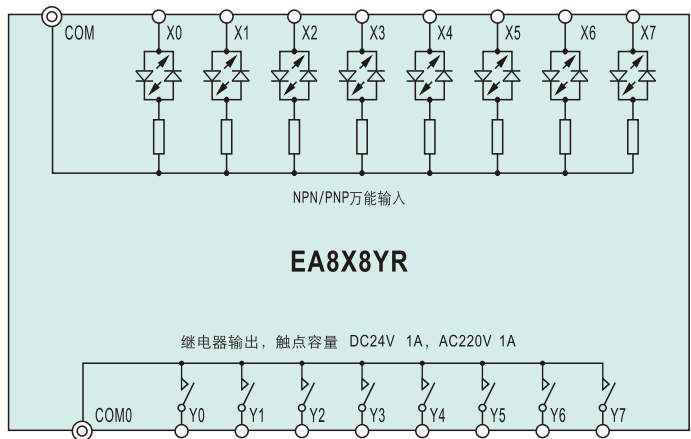 COM X0 X1 X2 X3 X4 X5 X6 X7
NPN/PNP万能输入
EA8X8YR
继电器输出，触点容量 DC24V 1A，AC220V 1A
COM0 Y0 Y1 Y2 Y3 Y4 Y5 Y6 Y7